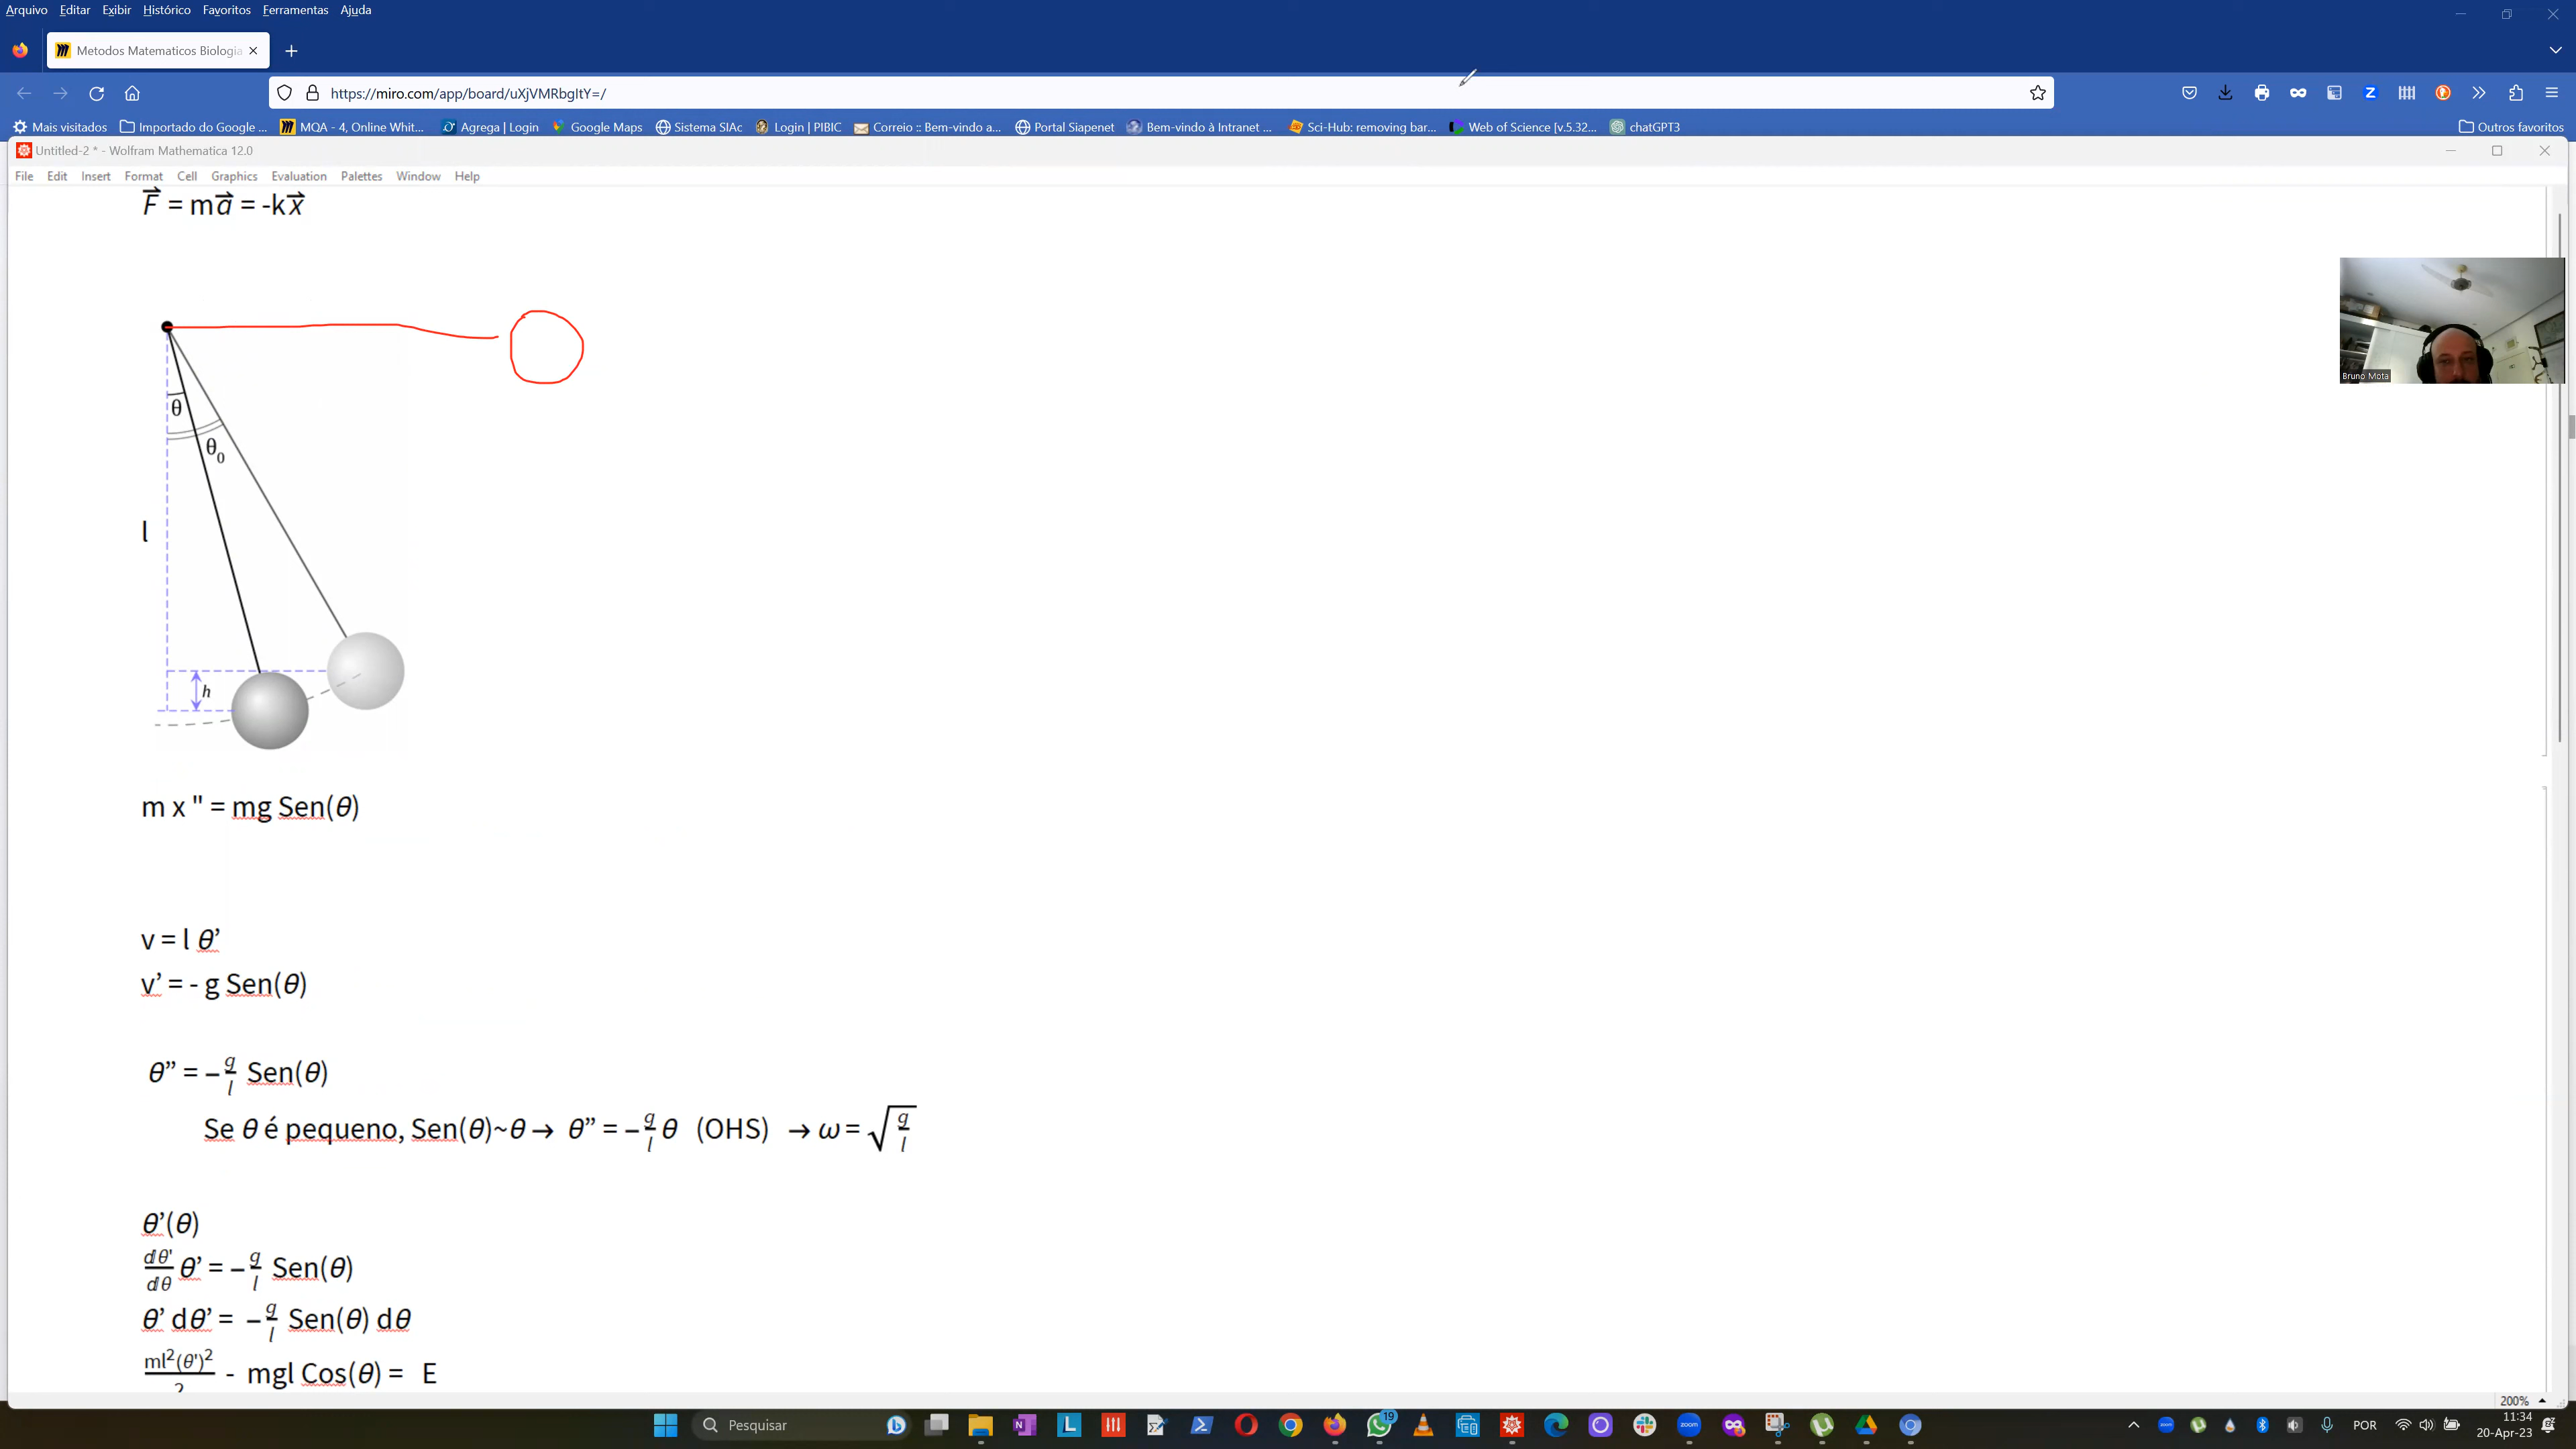 Arquivo Editar Exibir Histórico Favoritos Ferramentas Ajuda
Metodos Matematicos Biologia
https://miro.com/app/board/uXjVMRbgItY=/
Mais visitados Importado do Google ... MQA - 4, Online Whit... Agrega | Login Google Maps Sistema SIAc Login | PIBIC Correio :: Bem-vindo a... Portal Siapenet Bem-vindo à Intranet ... Sci-Hub: removing bar... Web of Science [v.5.32... chatGPT3 Outros favoritos
Untitled-2 * - Wolfram Mathematica 12.0
File Edit Insert Format Cell Graphics Evaluation Palettes Window Help
F⃗ = ma⃗ = -kx⃗
Bruno Mota
θ
θ₀
l
h
m x '' = mg Sen(θ)
v = l θ’
v’ = - g Sen(θ)
θ” = −g/l Sen(θ)
Se θ é pequeno, Sen(θ)~θ → θ” = −g/l θ (OHS) → ω = √(g/l)
θ’(θ)
dθ'/dθ θ’ = −g/l Sen(θ)
θ’ dθ’ = −g/l Sen(θ) dθ
ml²(θ')²/2 - mgl Cos(θ) = E
200%
Pesquisar
19
POR
11:34
20-Apr-23